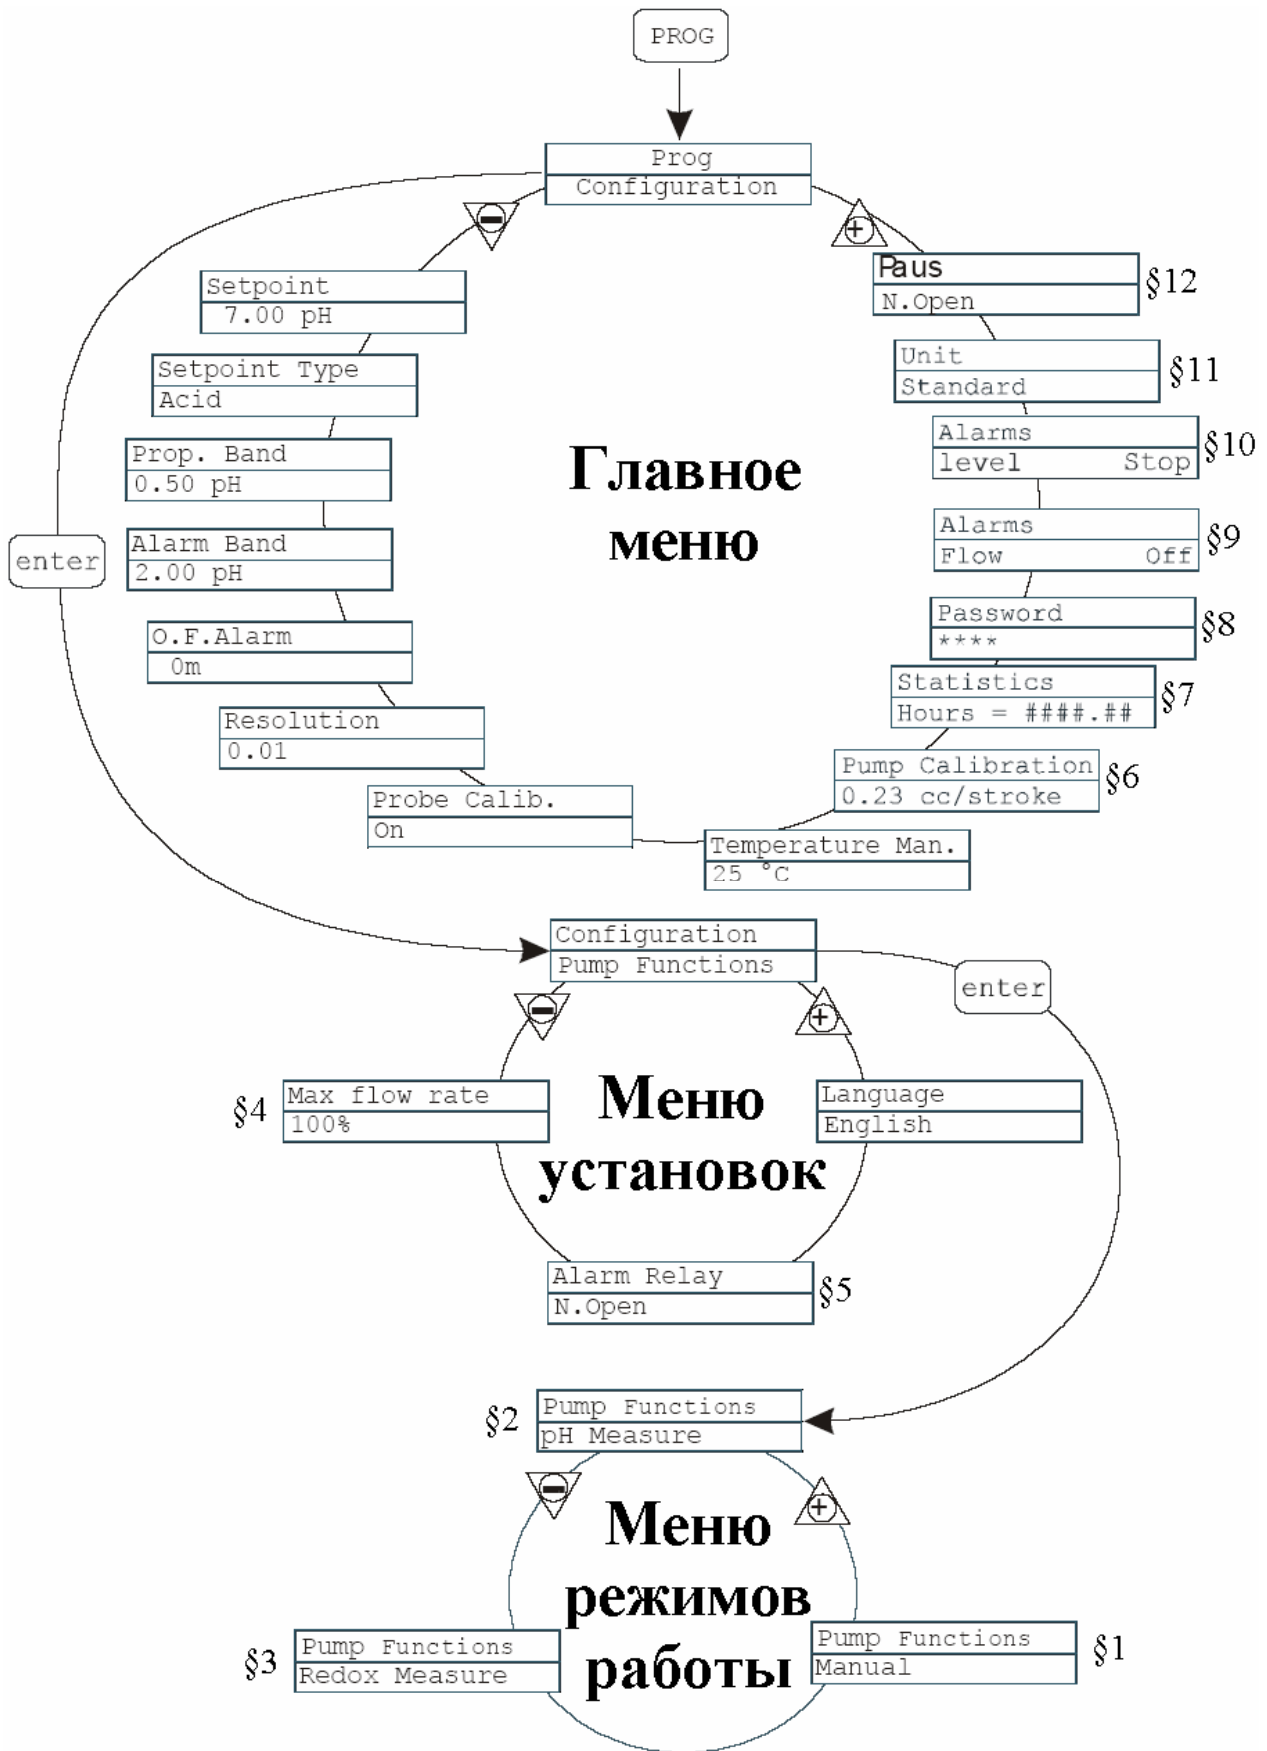 PROG
Prog
Configuration
Paus
N.Open
§12
Setpoint
7.00 pH
Unit
Standard
§11
Setpoint Type
Acid
Alarms
level Stop
§10
Prop. Band
0.50 pH
Главное
меню
Alarms
Flow Off
§9
Alarm Band
2.00 pH
enter
Password
****
§8
O.F.Alarm
0m
Statistics
Hours = ####.##
§7
Resolution
0.01
Pump Calibration
0.23 cc/stroke
§6
Probe Calib.
On
Temperature Man.
25 °C
Configuration
Pump Functions
enter
§4
Max flow rate
100%
Меню
установок
Language
English
Alarm Relay
N.Open
§5
§2
Pump Functions
pH Measure
Меню
режимов
работы
§3
Pump Functions
Redox Measure
Pump Functions
Manual
§1